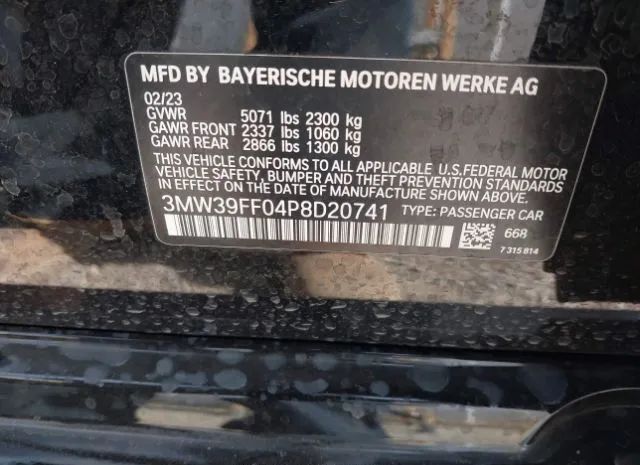 MFD BY BAYERISCHE MOTOREN WERKE AG
02/23
GVWR 5071 lbs 2300 kg
GAWR FRONT 2337 lbs 1060 kg
GAWR REAR 2866 lbs 1300 kg
THIS VEHICLE CONFORMS TO ALL APPLICABLE U.S.FEDERAL MOTOR
VEHICLE SAFETY, BUMPER AND THEFT PREVENTION STANDARDS
IN EFFECT ON THE DATE OF MANUFACTURE SHOWN ABOVE.
3MW39FF04P8D20741 TYPE: PASSENGER CAR
668
7 315 814